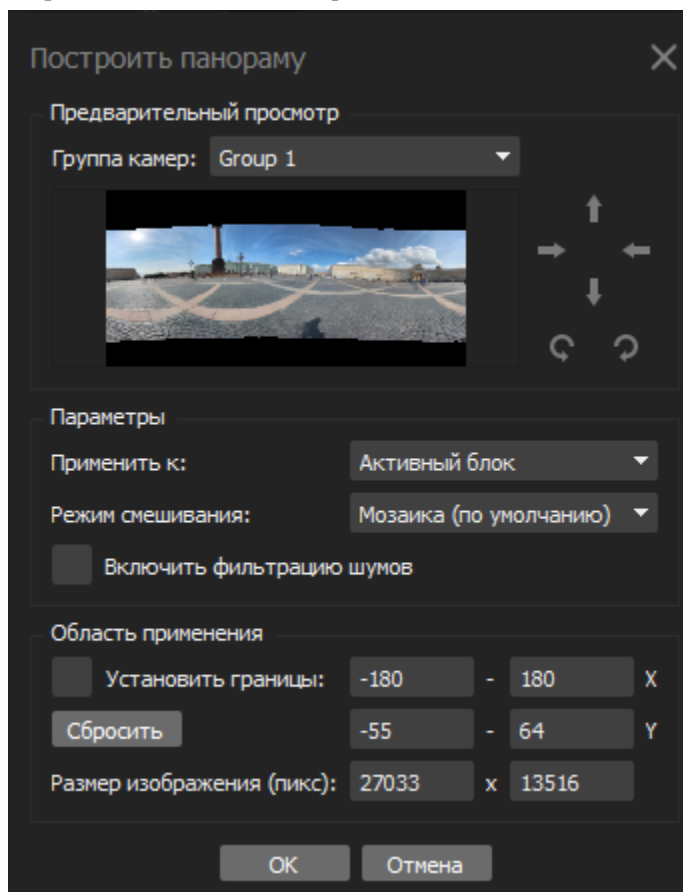 Построить панораму
Предварительный просмотр
Группа камер: Group 1
Параметры
Применить к: Активный блок
Режим смешивания: Мозаика (по умолчанию)
Включить фильтрацию шумов
Область применения
Установить границы: -180 - 180 X
Сбросить -55 - 64 Y
Размер изображения (пикс): 27033 x 13516
OK Отмена